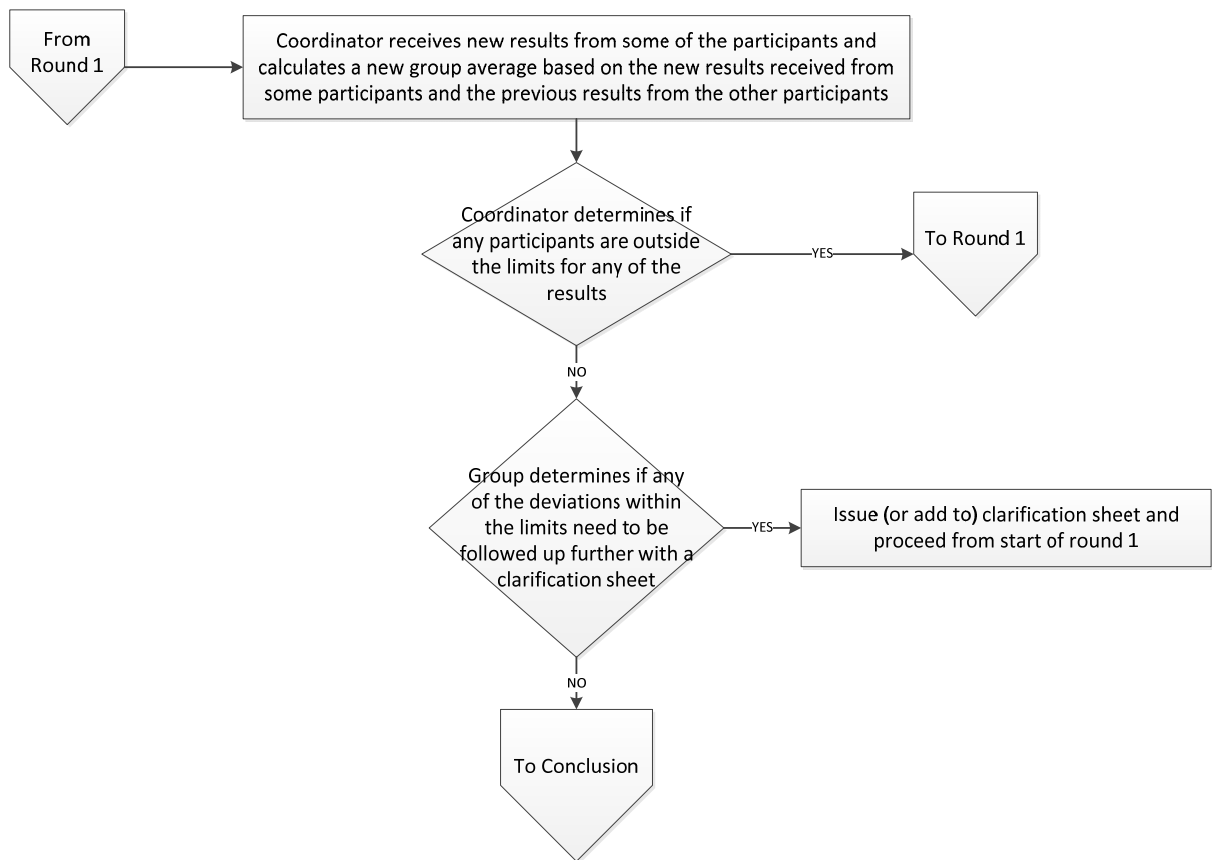 From
Round 1
Coordinator receives new results from some of the participants and
calculates a new group average based on the new results received from
some participants and the previous results from the other participants
Coordinator determines if
any participants are outside
the limits for any of the
results
YES
To Round 1
NO
Group determines if any
of the deviations within
the limits need to be
followed up further with a
clarification sheet
YES
Issue (or add to) clarification sheet and
proceed from start of round 1
NO
To Conclusion